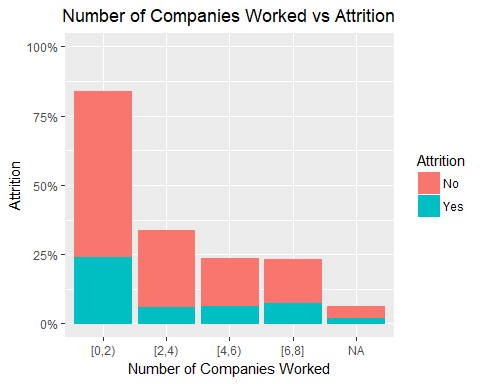 Number of Companies Worked vs Attrition
100%
75%
50%
25%
0%
Attrition
[0,2)
[2,4)
[4,6)
[6,8]
NA
Number of Companies Worked
Attrition
No
Yes